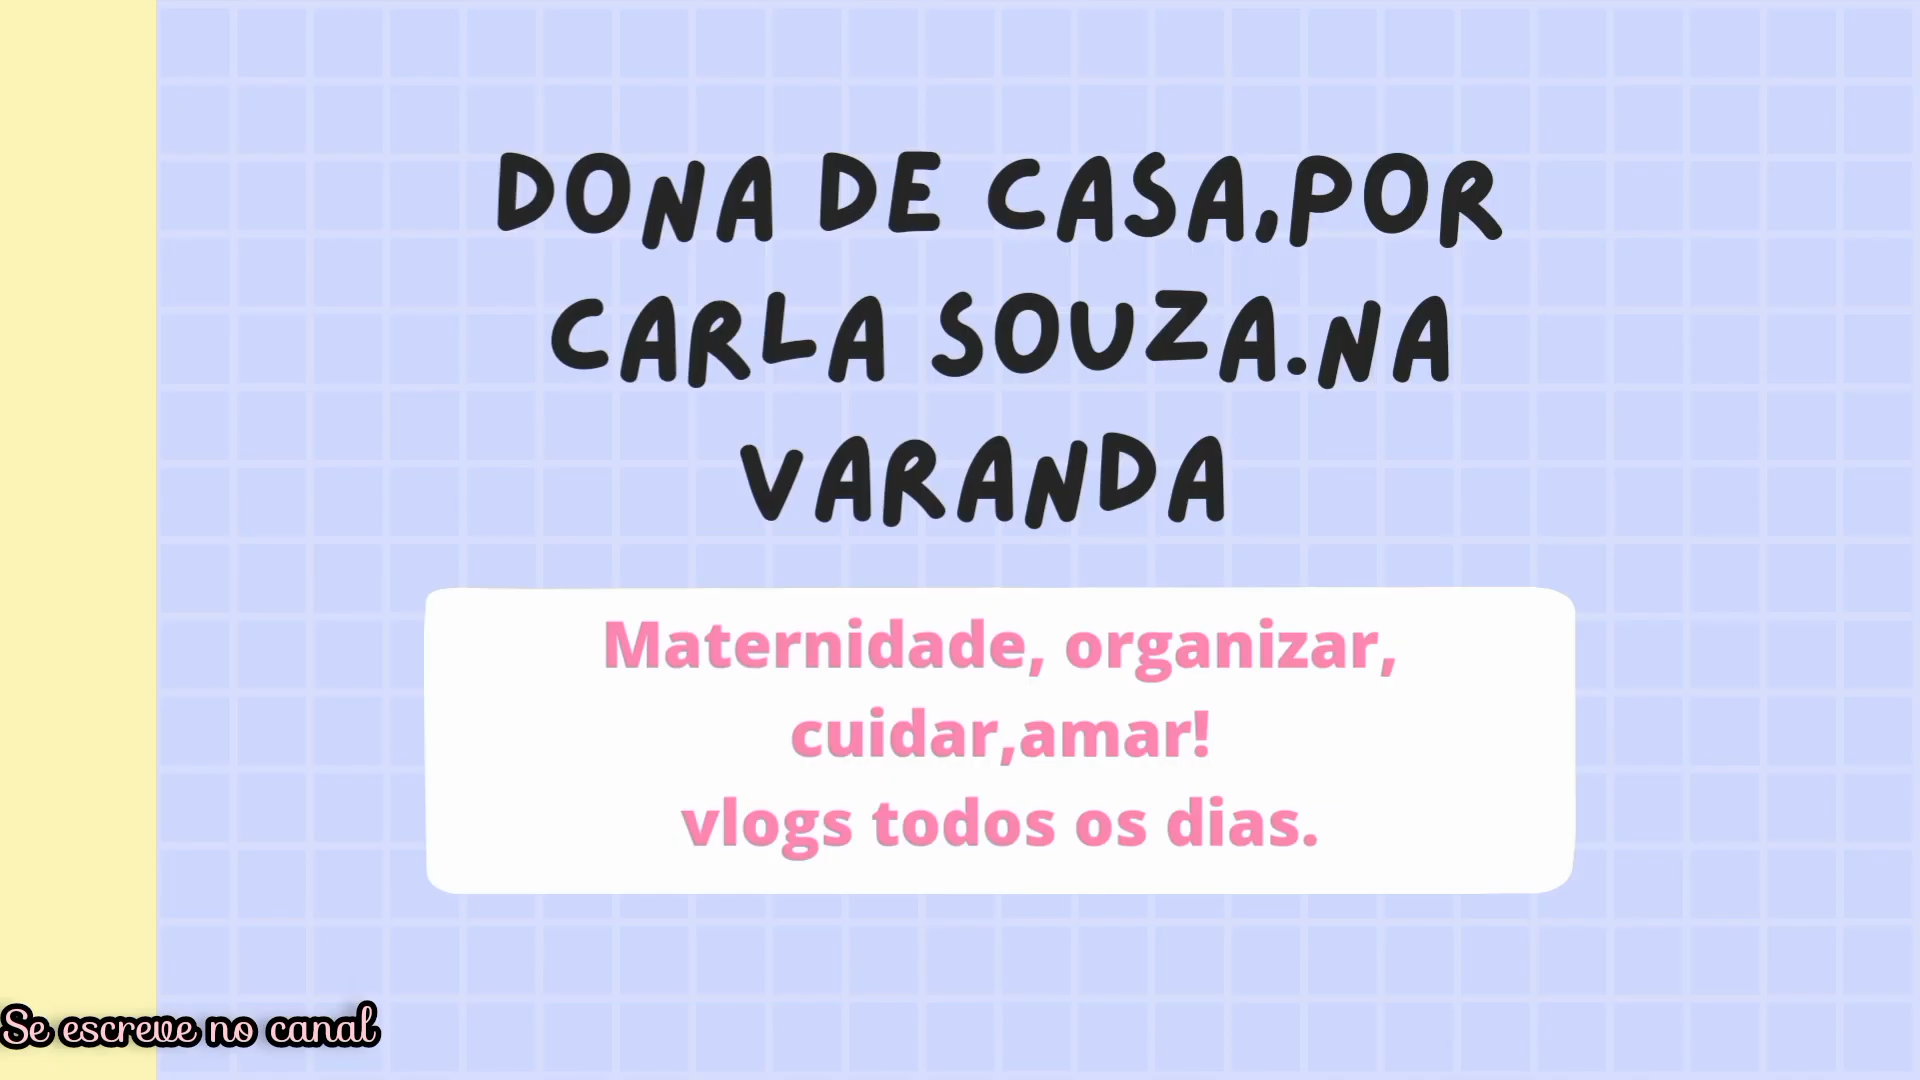 DONA DE CASA,POR
CARLA SOUZA.NA
VARANDA
Maternidade, organizar,
cuidar,amar!
vlogs todos os dias.
Se escreve no canal